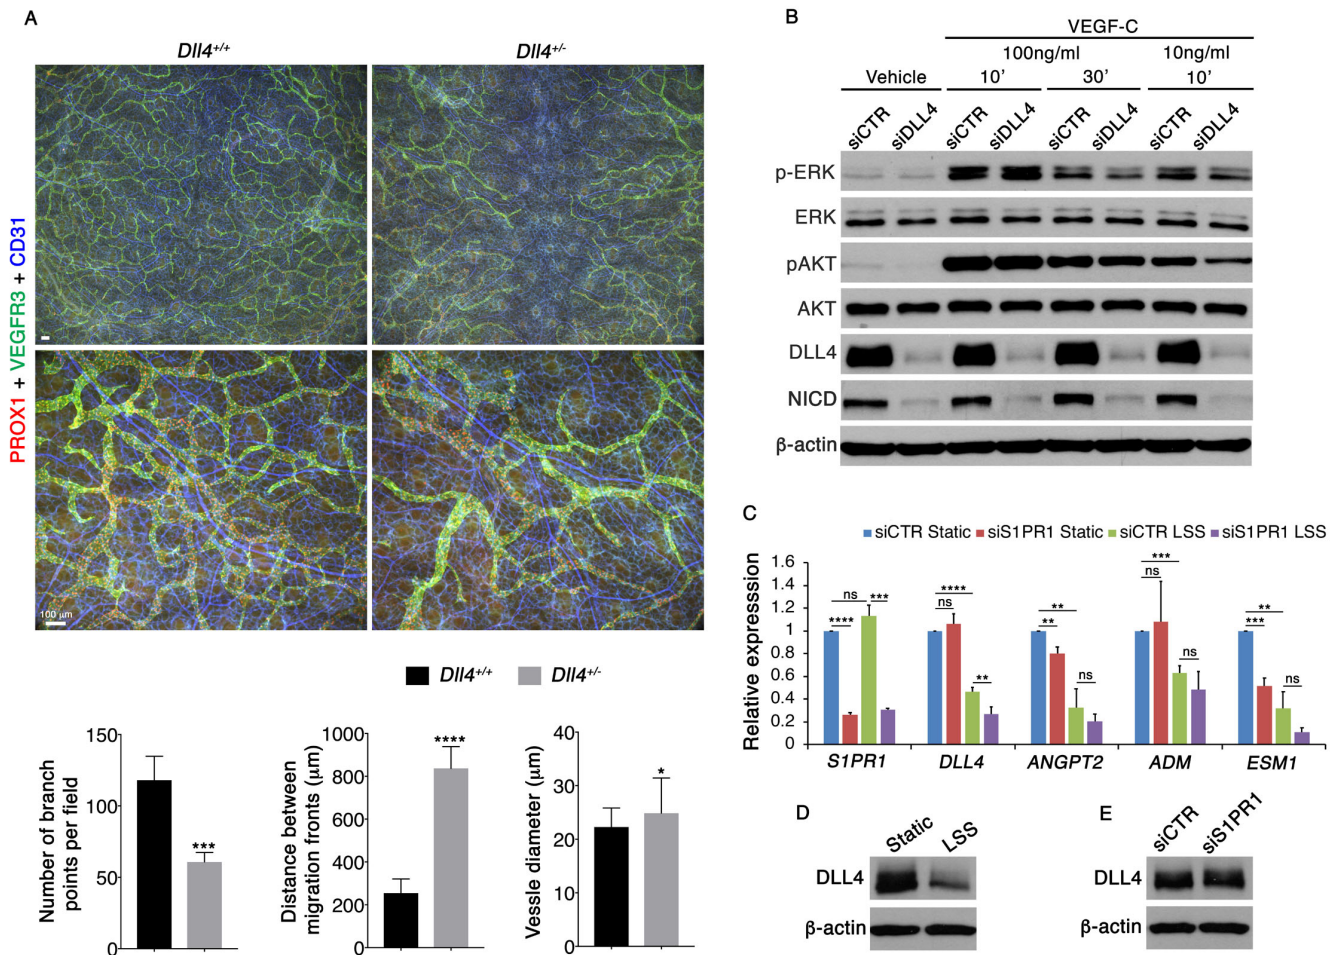 A
Dll4+/+
Dll4+/-
PROX1 + VEGFR3 + CD31
100 µm
Dll4+/+
Dll4+/-
Number of branch
points per field
150
100
50
0
***
Distance between
migration fronts (µm)
1000
800
600
400
200
0
****
Vessle diameter (µm)
40
30
20
10
0
*
B
VEGF-C
100ng/ml
10ng/ml
Vehicle
10’
30’
10’
siCTR
siDLL4
siCTR
siDLL4
siCTR
siDLL4
siCTR
siDLL4
p-ERK
ERK
pAKT
AKT
DLL4
NICD
β-actin
C
siCTR Static
siS1PR1 Static
siCTR LSS
siS1PR1 LSS
Relative expresssion
1.6
1.4
1.2
1
0.8
0.6
0.4
0.2
0
ns
***
****
****
ns
**
**
**
ns
***
ns
ns
**
***
ns
S1PR1
DLL4
ANGPT2
ADM
ESM1
D
Static
LSS
DLL4
β-actin
E
siCTR
siS1PR1
DLL4
β-actin